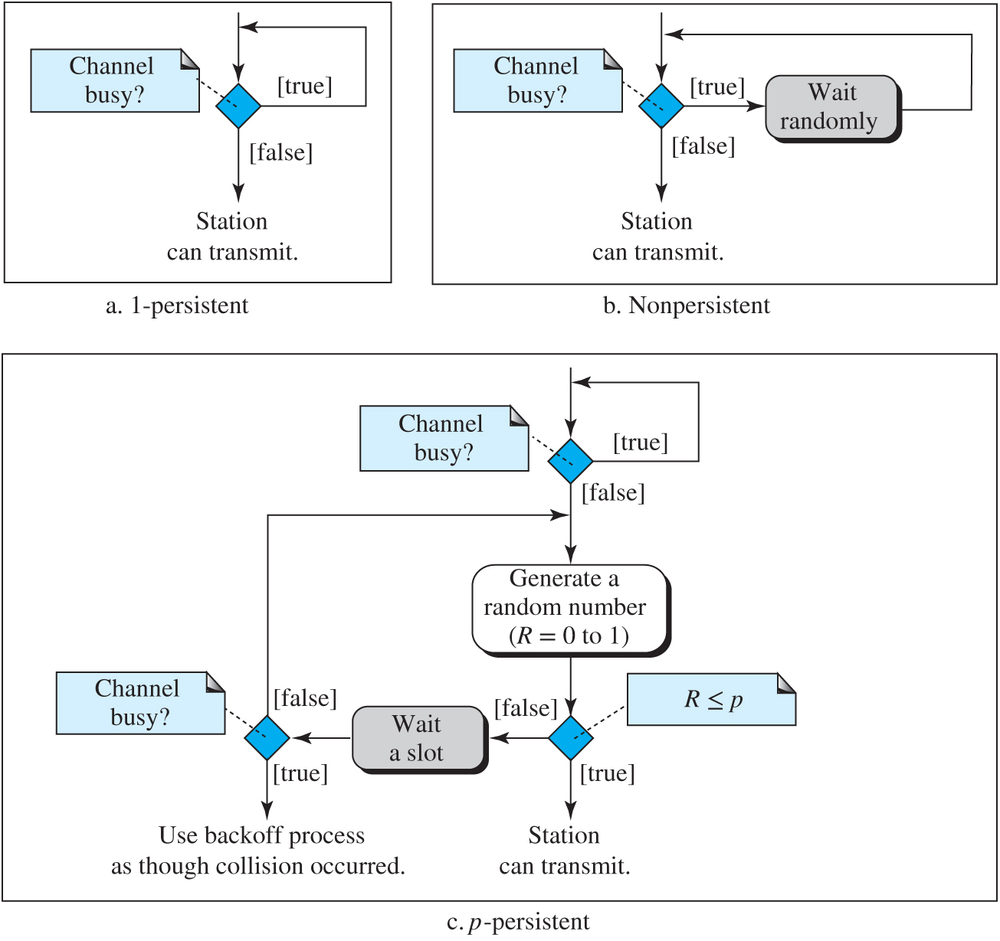 Channel
busy?
[true]
[false]
Station
can transmit.
a. 1-persistent
Channel
busy?
[true]
Wait
randomly
[false]
Station
can transmit.
b. Nonpersistent
Channel
busy?
[true]
[false]
Generate a
random number
(R = 0 to 1)
R ≤ p
[false]
[true]
Station
can transmit.
Wait
a slot
Channel
busy?
[false]
[true]
Use backoff process
as though collision occurred.
c. p-persistent